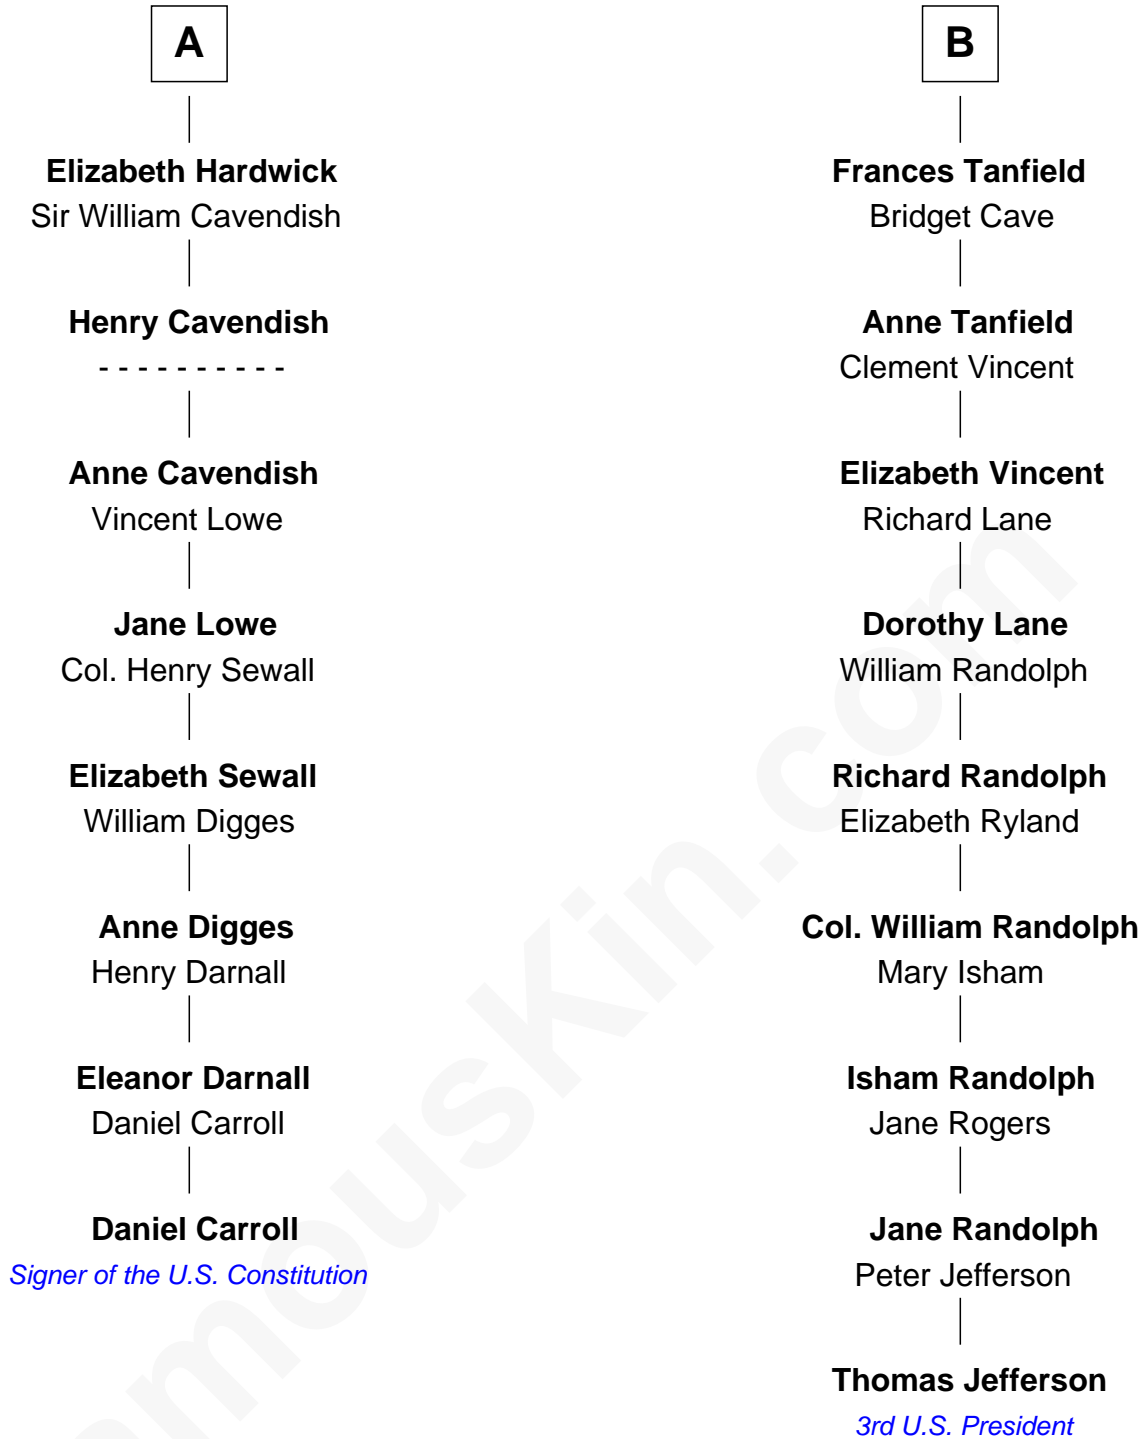 A
Elizabeth Hardwick
Sir William Cavendish
Henry Cavendish
- - - - - - - - - -
Anne Cavendish
Vincent Lowe
Jane Lowe
Col. Henry Sewall
Elizabeth Sewall
William Digges
Anne Digges
Henry Darnall
Eleanor Darnall
Daniel Carroll
Daniel Carroll
Signer of the U.S. Constitution
B
Frances Tanfield
Bridget Cave
Anne Tanfield
Clement Vincent
Elizabeth Vincent
Richard Lane
Dorothy Lane
William Randolph
Richard Randolph
Elizabeth Ryland
Col. William Randolph
Mary Isham
Isham Randolph
Jane Rogers
Jane Randolph
Peter Jefferson
Thomas Jefferson
3rd U.S. President
amouskin.com